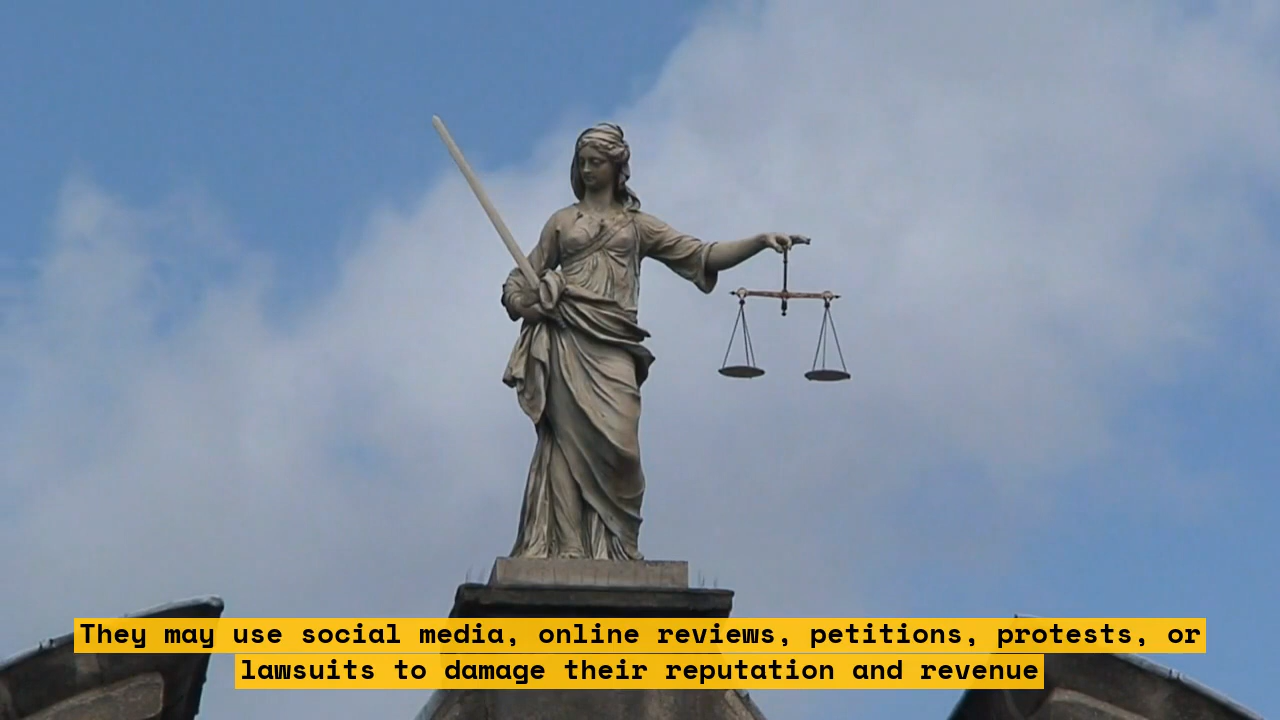 They may use social media, online reviews, petitions, protests, or
lawsuits to damage their reputation and revenue